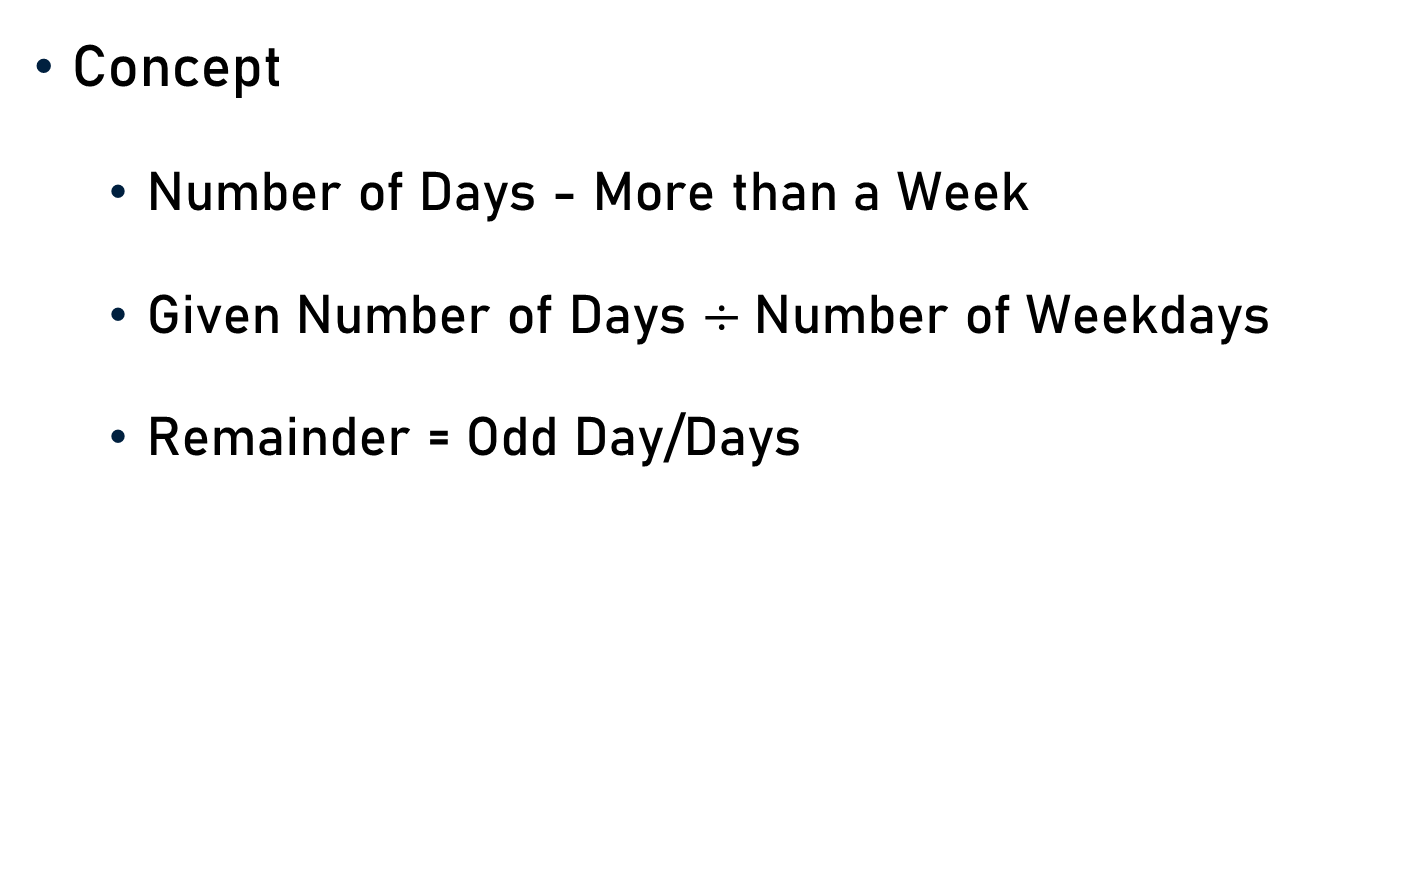 • Concept
• Number of Days - More than a Week
• Given Number of Days ÷ Number of Weekdays
• Remainder = Odd Day/Days